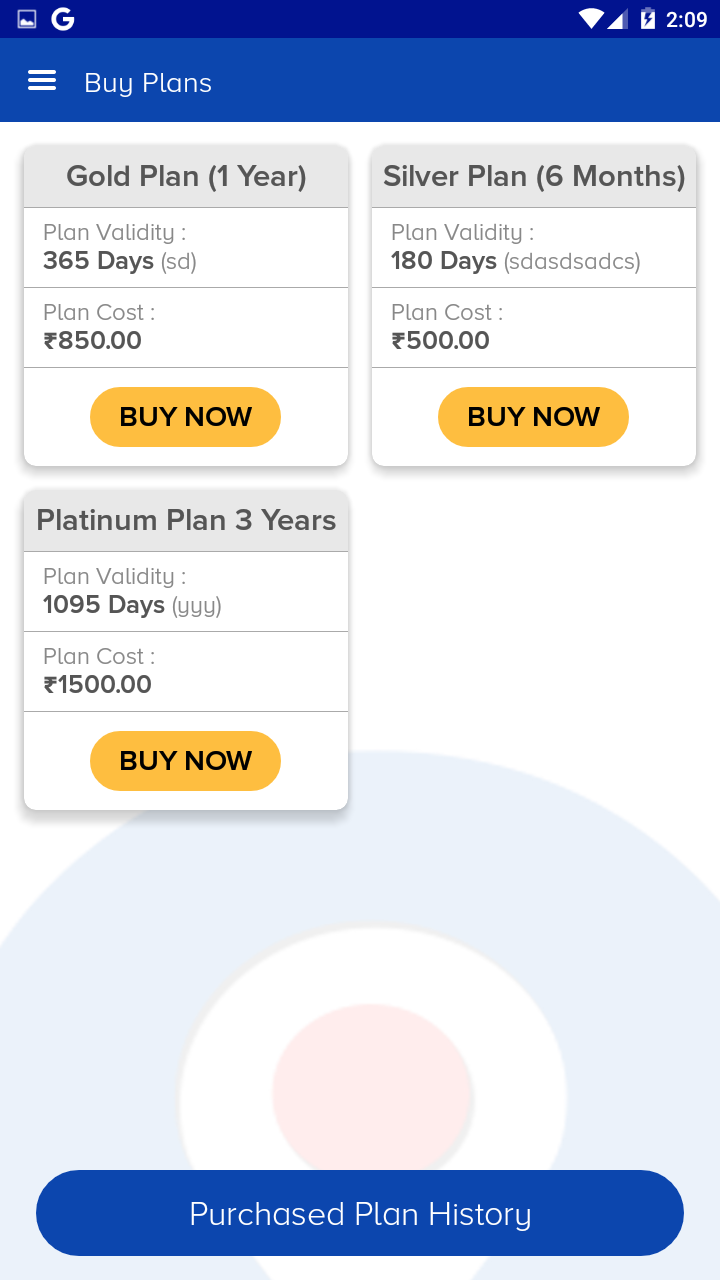 2:09
Buy Plans
Gold Plan (1 Year)
Plan Validity :
365 Days (sd)
Plan Cost :
₹850.00
BUY NOW
Silver Plan (6 Months)
Plan Validity :
180 Days (sdasdsadcs)
Plan Cost :
₹500.00
BUY NOW
Platinum Plan 3 Years
Plan Validity :
1095 Days (yyy)
Plan Cost :
₹1500.00
BUY NOW
Purchased Plan History